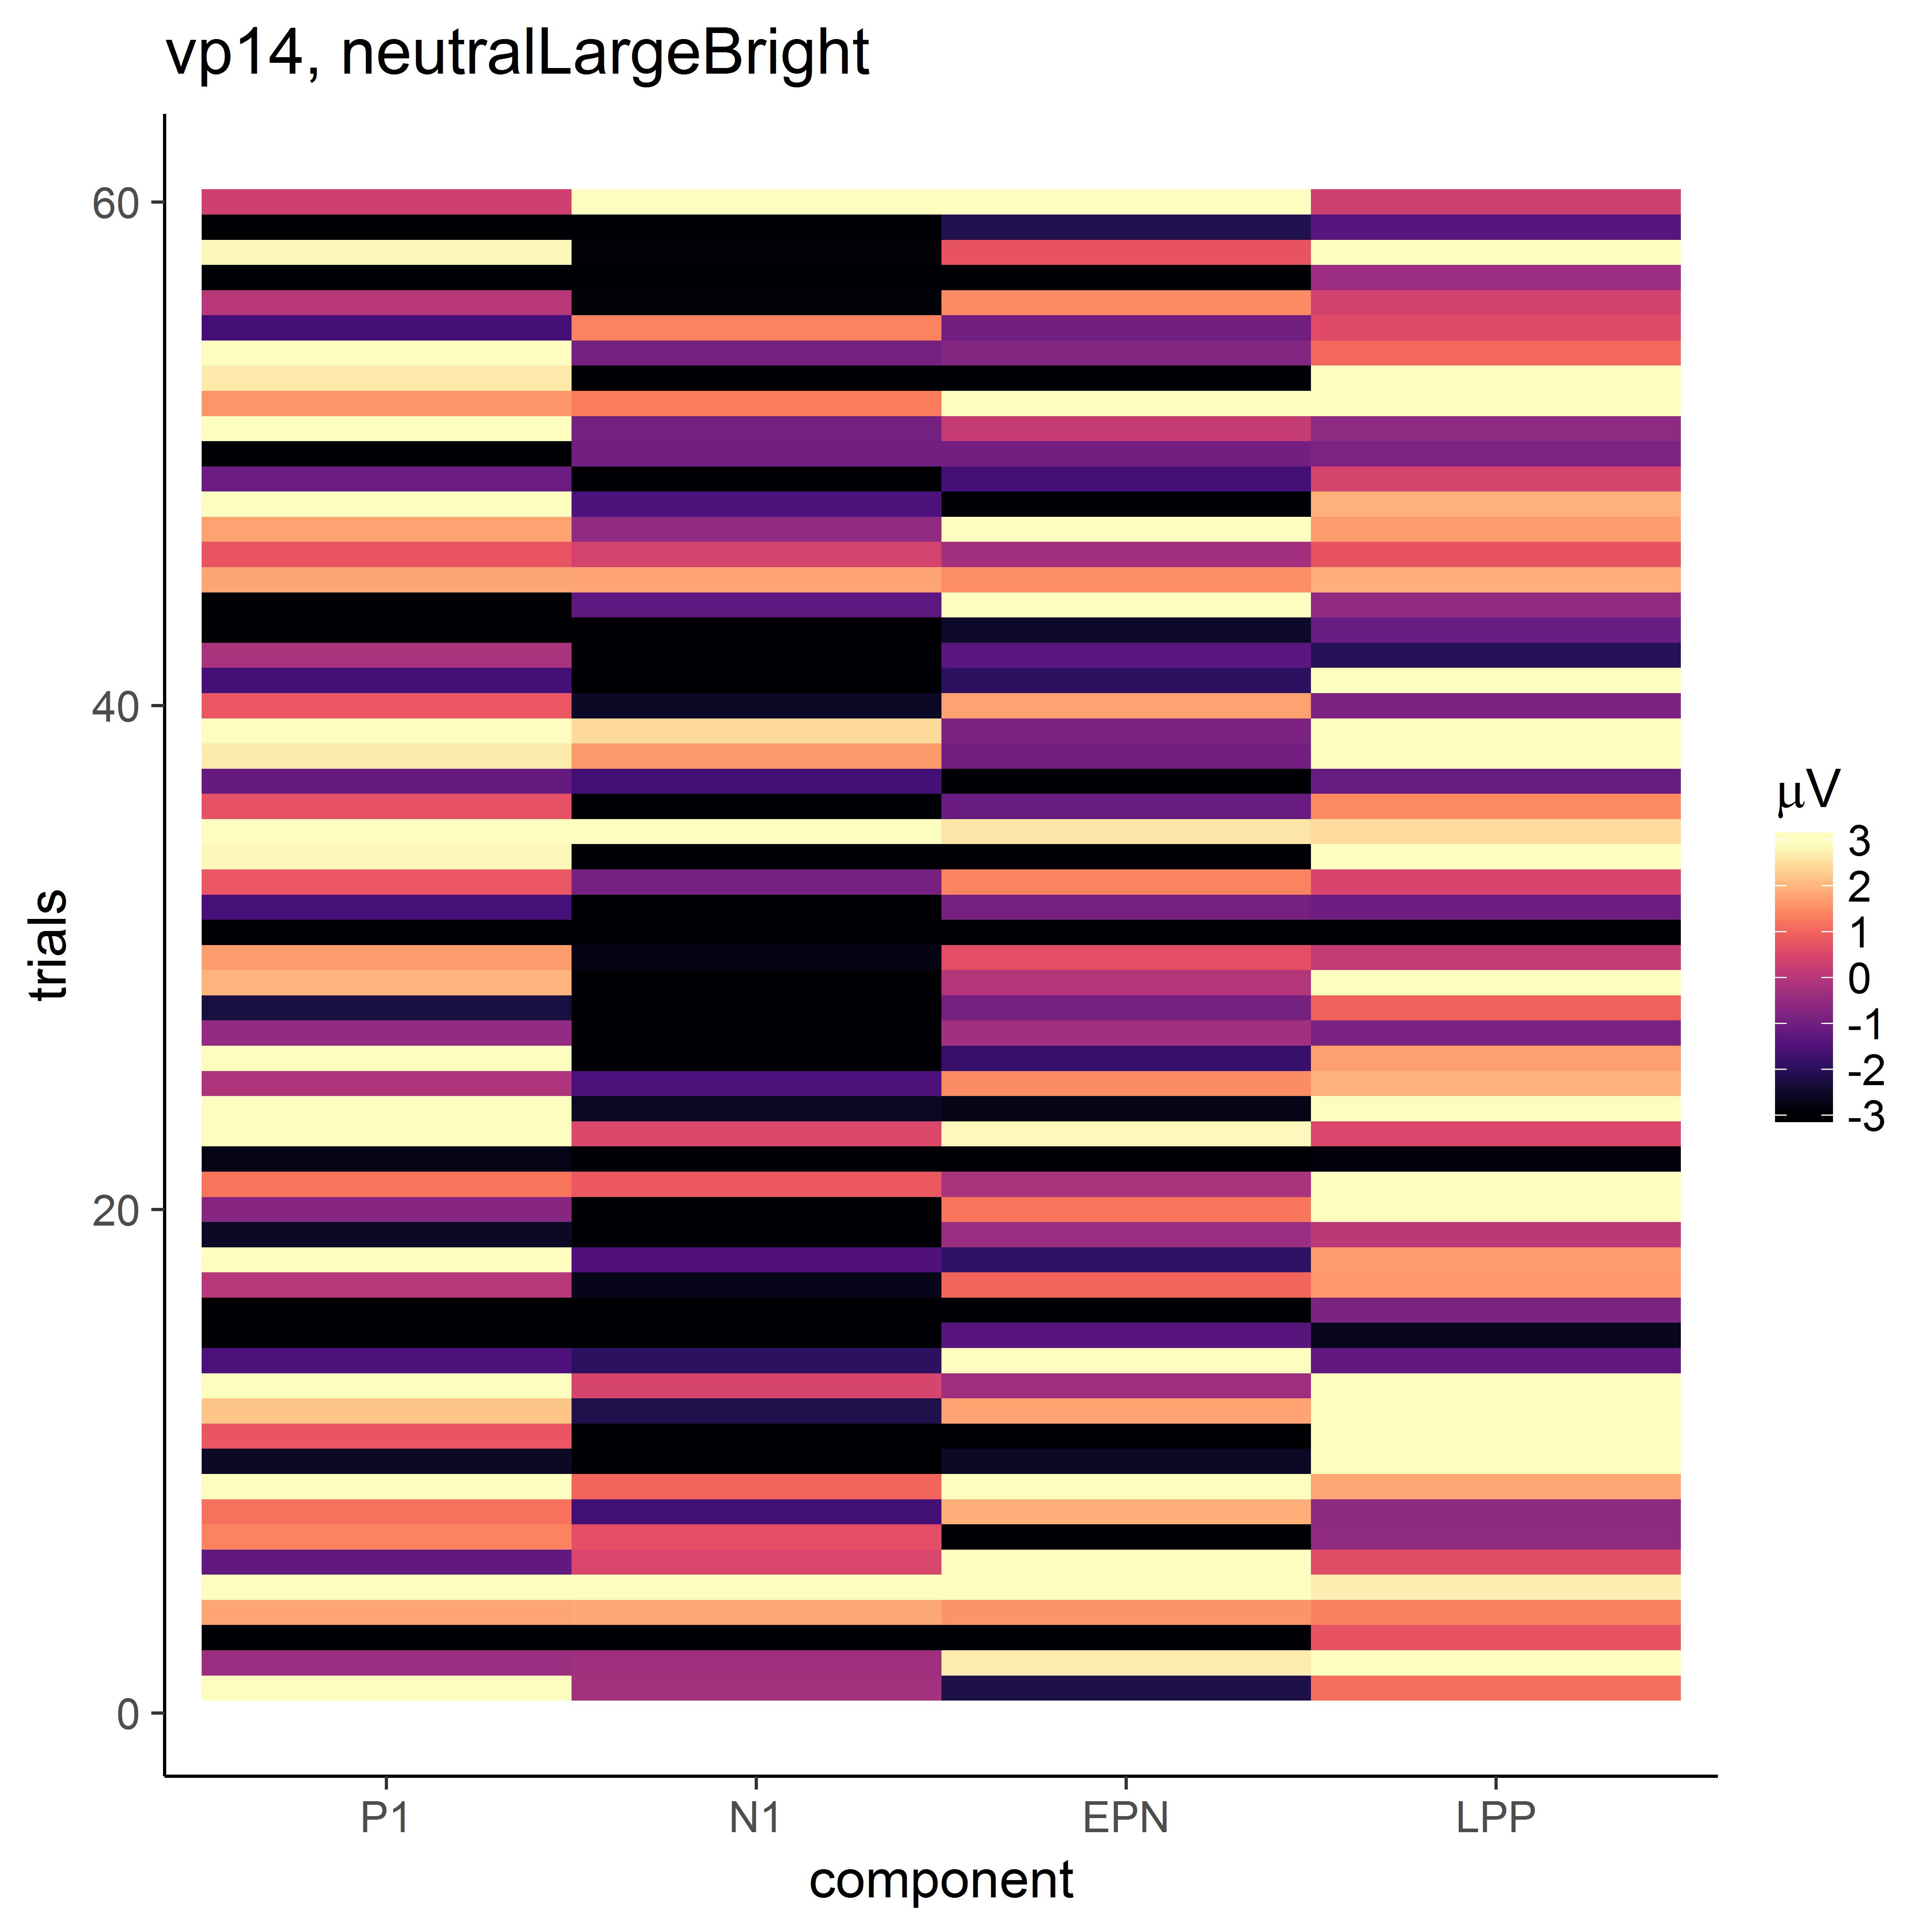 vp14, neutralLargeBright
60
40
20
0
trials
P1 N1 EPN LPP
component
μV
3
2
1
0
-1
-2
-3